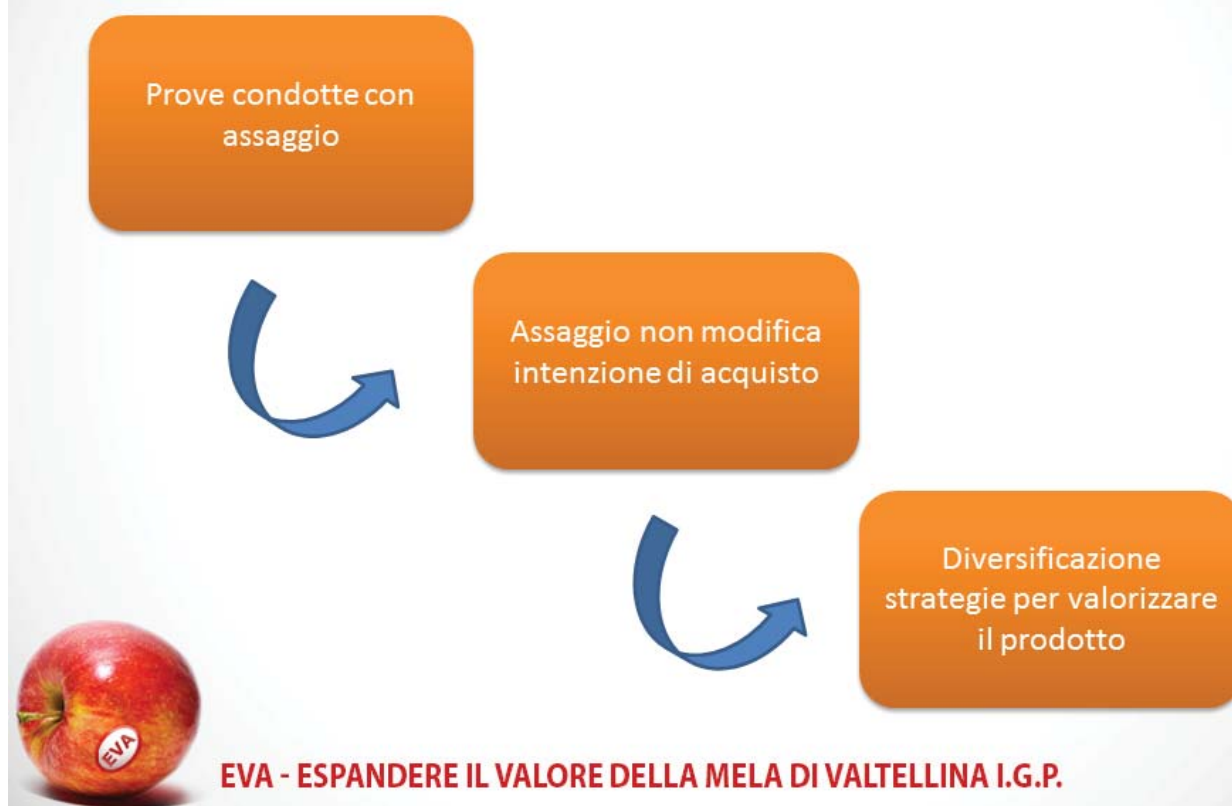 Prove condotte con
assaggio
Assaggio non modifica
intenzione di acquisto
Diversificazione
strategie per valorizzare
il prodotto
EVA
EVA - ESPANDERE IL VALORE DELLA MELA DI VALTELLINA I.G.P.